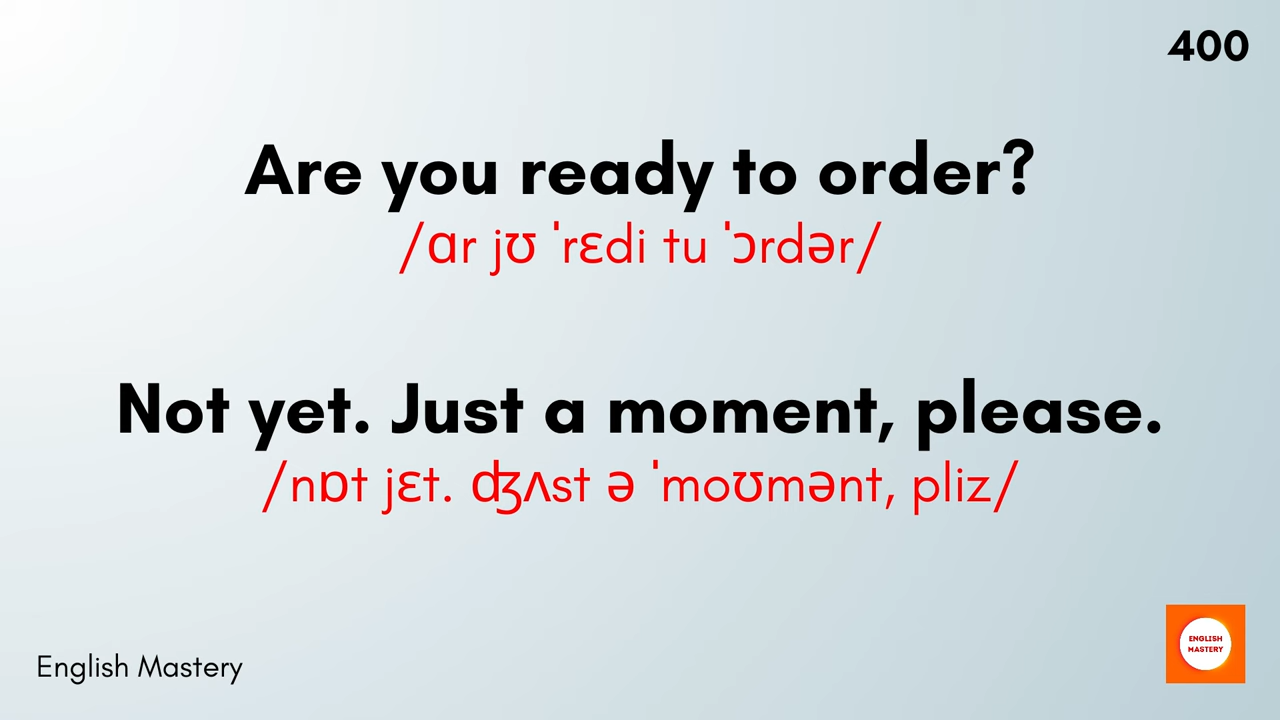 400
Are you ready to order?
/ɑr jʊ ˈrɛdi tu ˈɔrdər/
Not yet. Just a moment, please.
/nɒt jɛt. ʤʌst ə ˈmoʊmənt, pliz/
English Mastery
ENGLISH
MASTERY